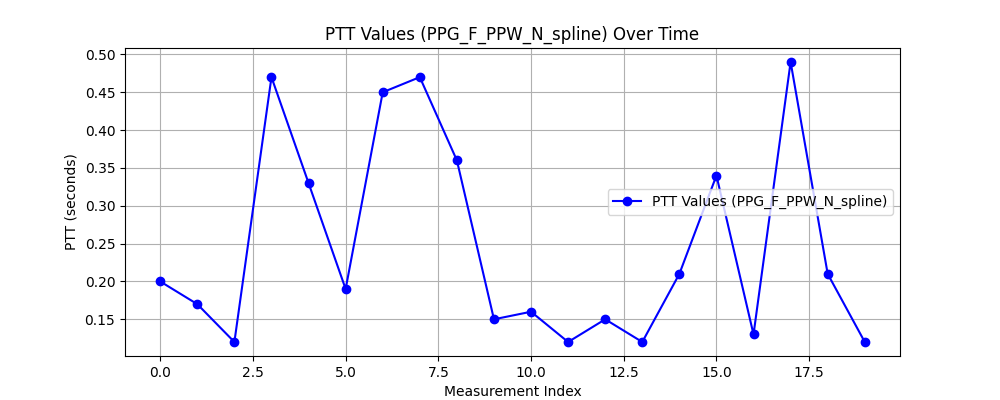 PTT Values (PPG_F_PPW_N_spline) Over Time
0.50
0.45
0.40
0.35
0.30
0.25
0.20
0.15
PTT (seconds)
PTT Values (PPG_F_PPW_N_spline)
0.0 2.5 5.0 7.5 10.0 12.5 15.0 17.5
Measurement Index